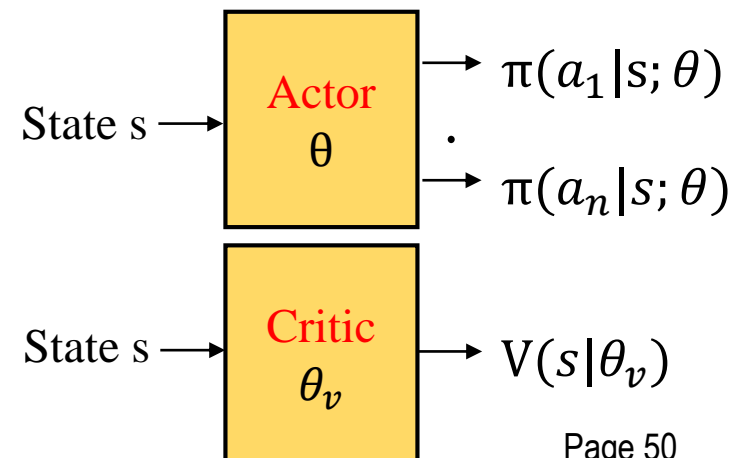 State s
Actor
θ
π(𝑎₁|s; 𝜃)
.
π(𝑎ₙ|𝑠; 𝜃)
State s
Critic
𝜃ᵥ
V(𝑠|𝜃ᵥ)
Page 50